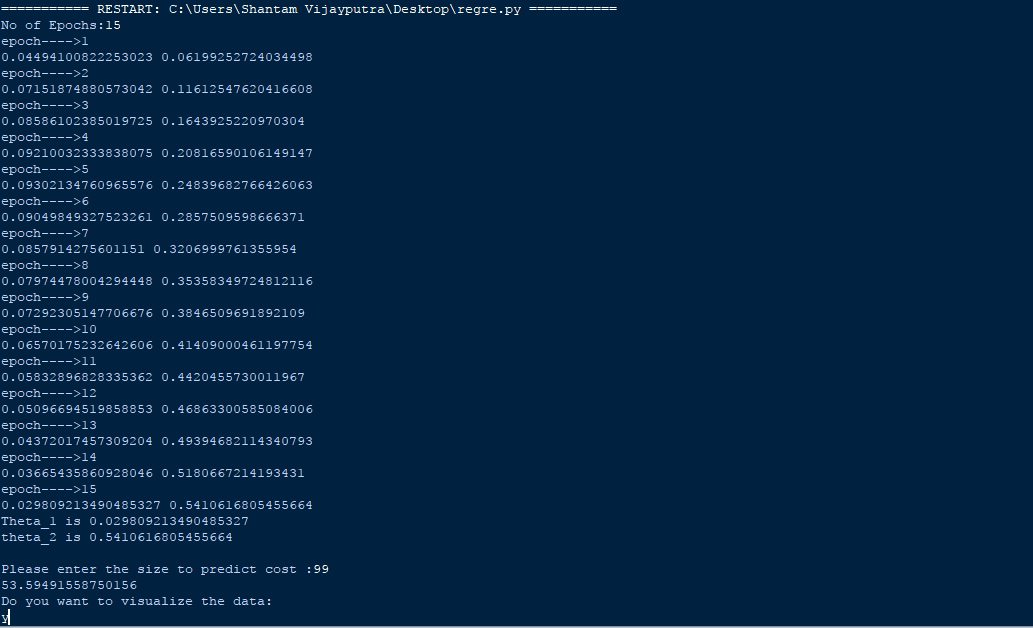 =========== RESTART: C:\Users\Shantam Vijayputra\Desktop\regre.py ===========
No of Epochs:15
epoch---->1
0.04494100822253023 0.06199252724034498
epoch---->2
0.07151874880573042 0.11612547620416608
epoch---->3
0.08586102385019725 0.1643925220970304
epoch---->4
0.09210032333838075 0.20816590106149147
epoch---->5
0.09302134760965576 0.24839682766426063
epoch---->6
0.09049849327523261 0.2857509598666371
epoch---->7
0.0857914275601151 0.3206999761355954
epoch---->8
0.07974478004294448 0.35358349724812116
epoch---->9
0.07292305147706676 0.3846509691892109
epoch---->10
0.06570175232642606 0.41409000461197754
epoch---->11
0.05832896828335362 0.4420455730011967
epoch---->12
0.05096694519858853 0.46863300585084006
epoch---->13
0.04372017457309204 0.49394682114340793
epoch---->14
0.03665435860928046 0.5180667214193431
epoch---->15
0.029809213490485327 0.5410616805455664
Theta_1 is 0.029809213490485327
theta_2 is 0.5410616805455664
Please enter the size to predict cost :99
53.59491558750156
Do you want to visualize the data:
y